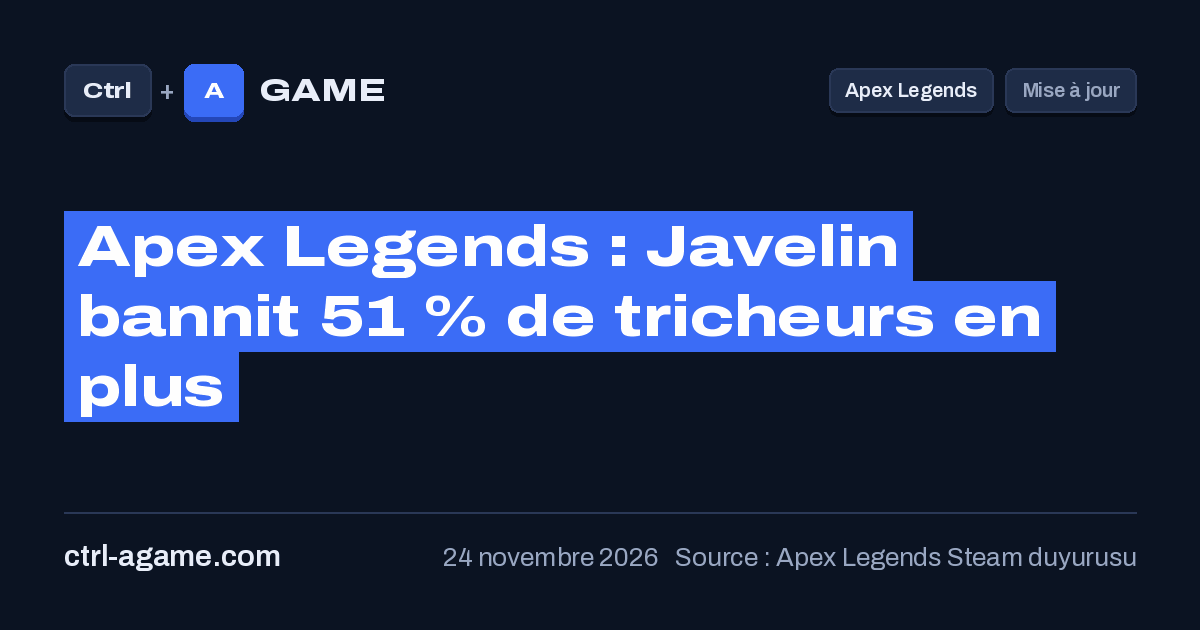 Ctrl + A GAME
Apex Legends Mise à jour
Apex Legends : Javelin
bannit 51 % de tricheurs en
plus
ctrl-agame.com
24 novembre 2026 Source : Apex Legends Steam duyurusu